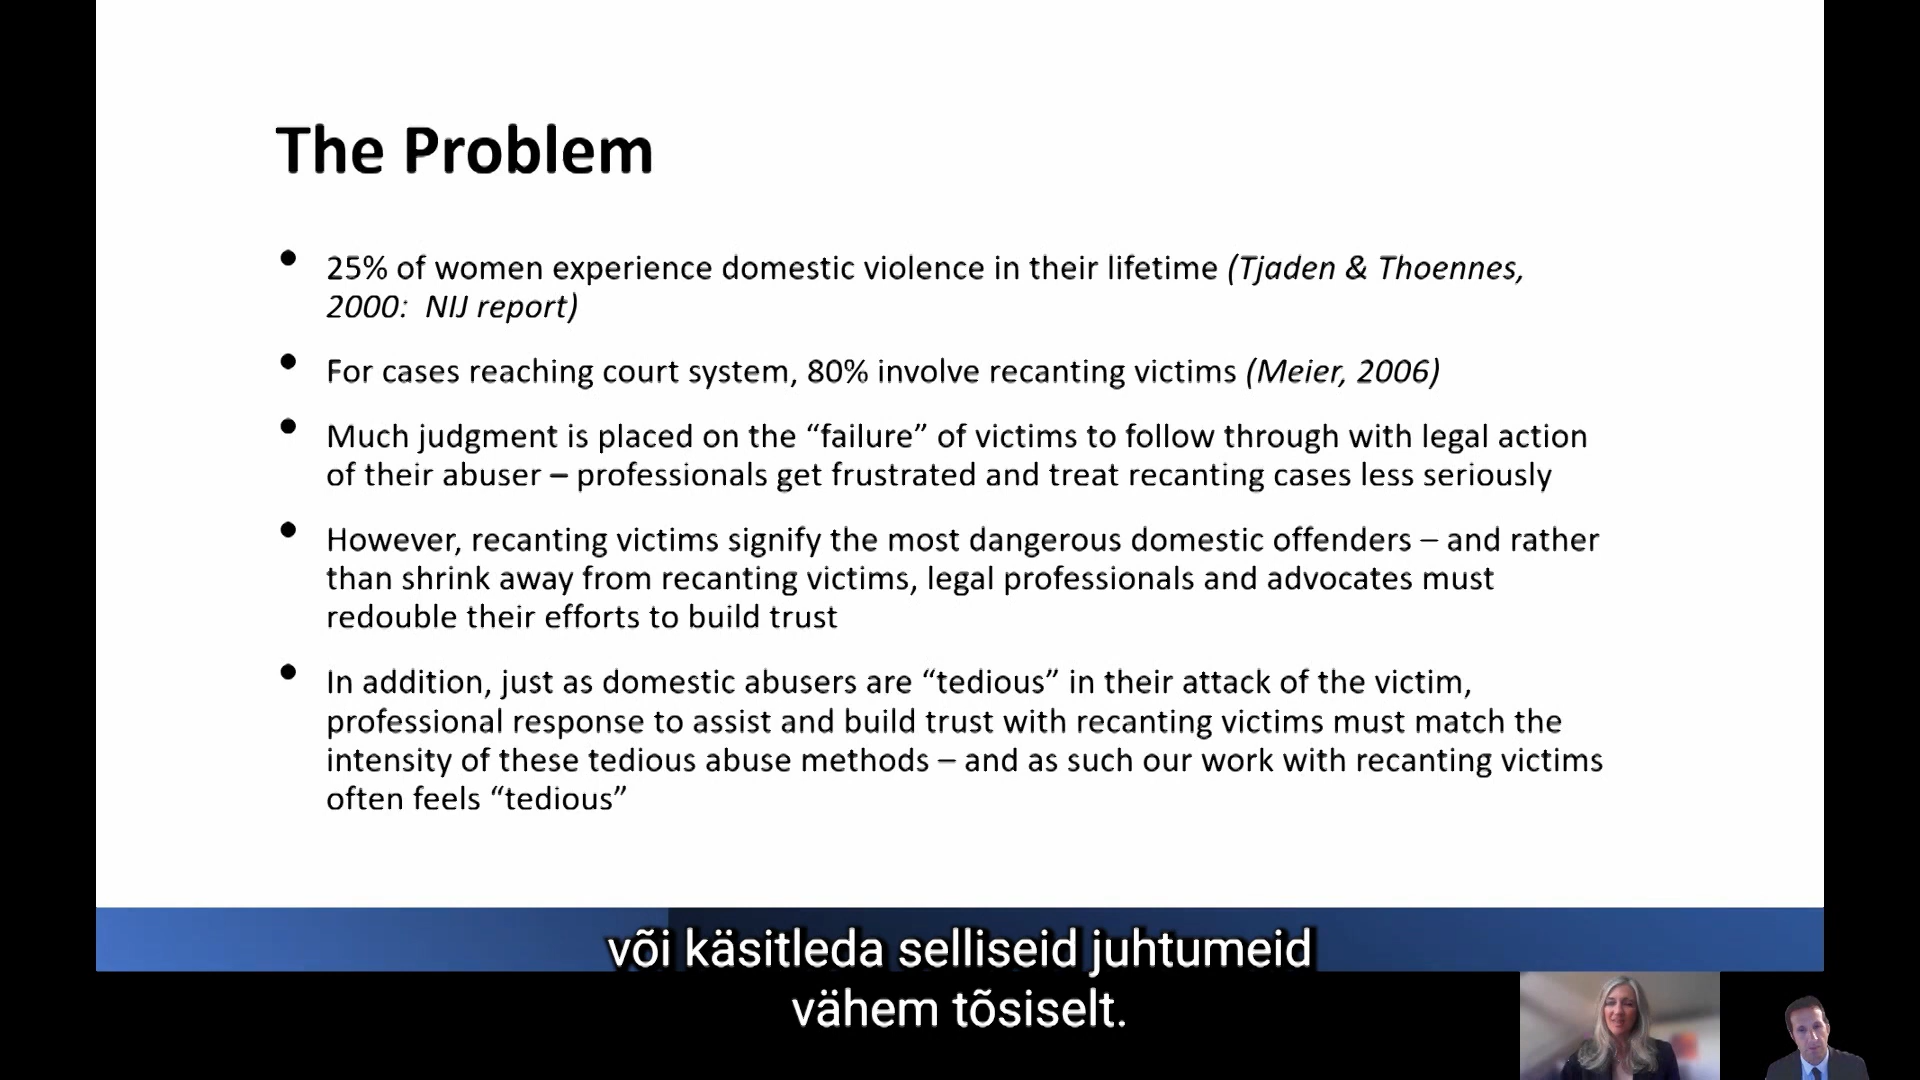 The Problem
• 25% of women experience domestic violence in their lifetime (Tjaden & Thoennes,
2000:  NIJ report)
• For cases reaching court system, 80% involve recanting victims (Meier, 2006)
• Much judgment is placed on the “failure” of victims to follow through with legal action
of their abuser – professionals get frustrated and treat recanting cases less seriously
• However, recanting victims signify the most dangerous domestic offenders – and rather
than shrink away from recanting victims, legal professionals and advocates must
redouble their efforts to build trust
• In addition, just as domestic abusers are “tedious” in their attack of the victim,
professional response to assist and build trust with recanting victims must match the
intensity of these tedious abuse methods – and as such our work with recanting victims
often feels “tedious”
või käsitleda selliseid juhtumeid
vähem tõsiselt.